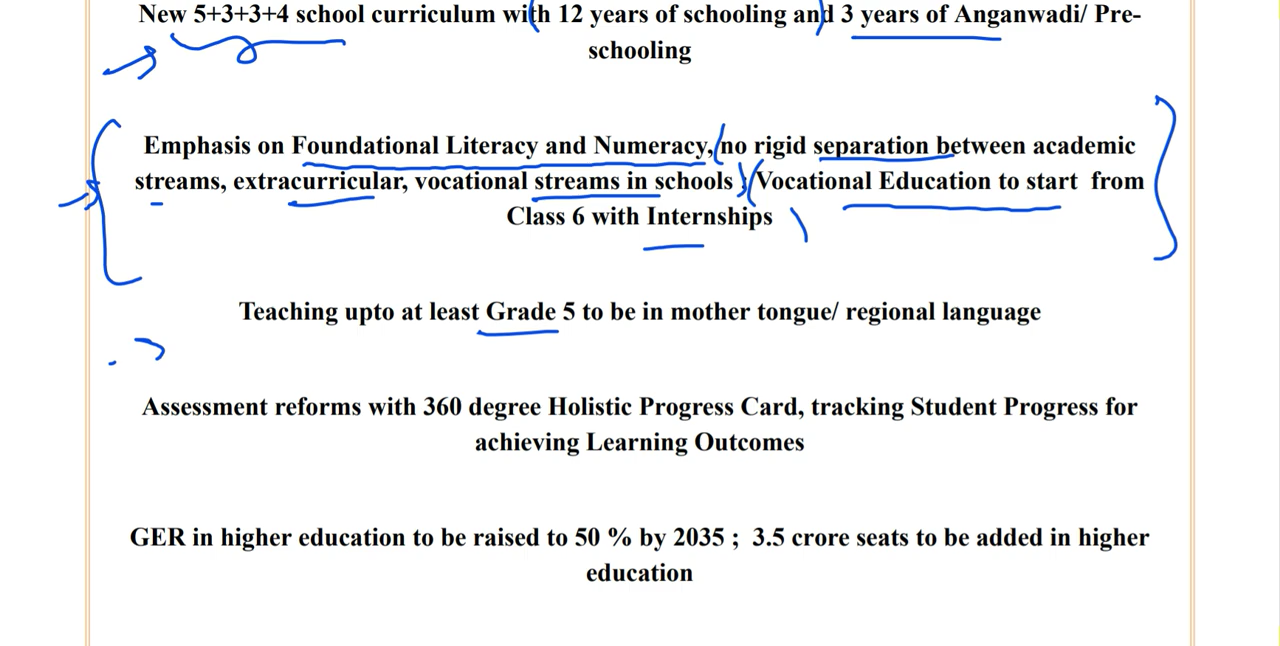 New 5+3+3+4 school curriculum with 12 years of schooling and 3 years of Anganwadi/ Pre-
schooling
Emphasis on Foundational Literacy and Numeracy, no rigid separation between academic
streams, extracurricular, vocational streams in schools ; Vocational Education to start from
Class 6 with Internships
Teaching upto at least Grade 5 to be in mother tongue/ regional language
Assessment reforms with 360 degree Holistic Progress Card, tracking Student Progress for
achieving Learning Outcomes
GER in higher education to be raised to 50 % by 2035 ; 3.5 crore seats to be added in higher
education